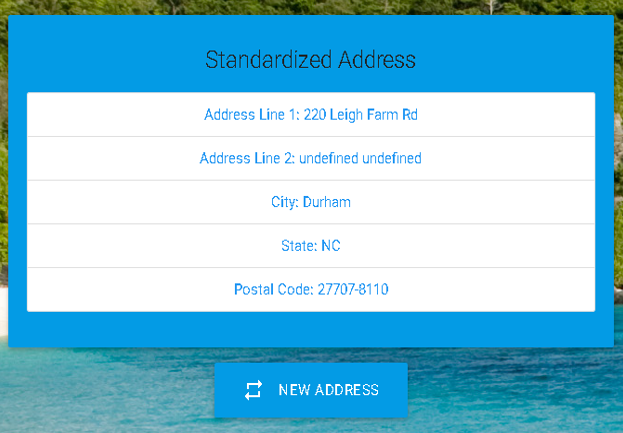 Standardized Address
Address Line 1: 220 Leigh Farm Rd
Address Line 2: undefined undefined
City: Durham
State: NC
Postal Code: 27707-8110
NEW ADDRESS